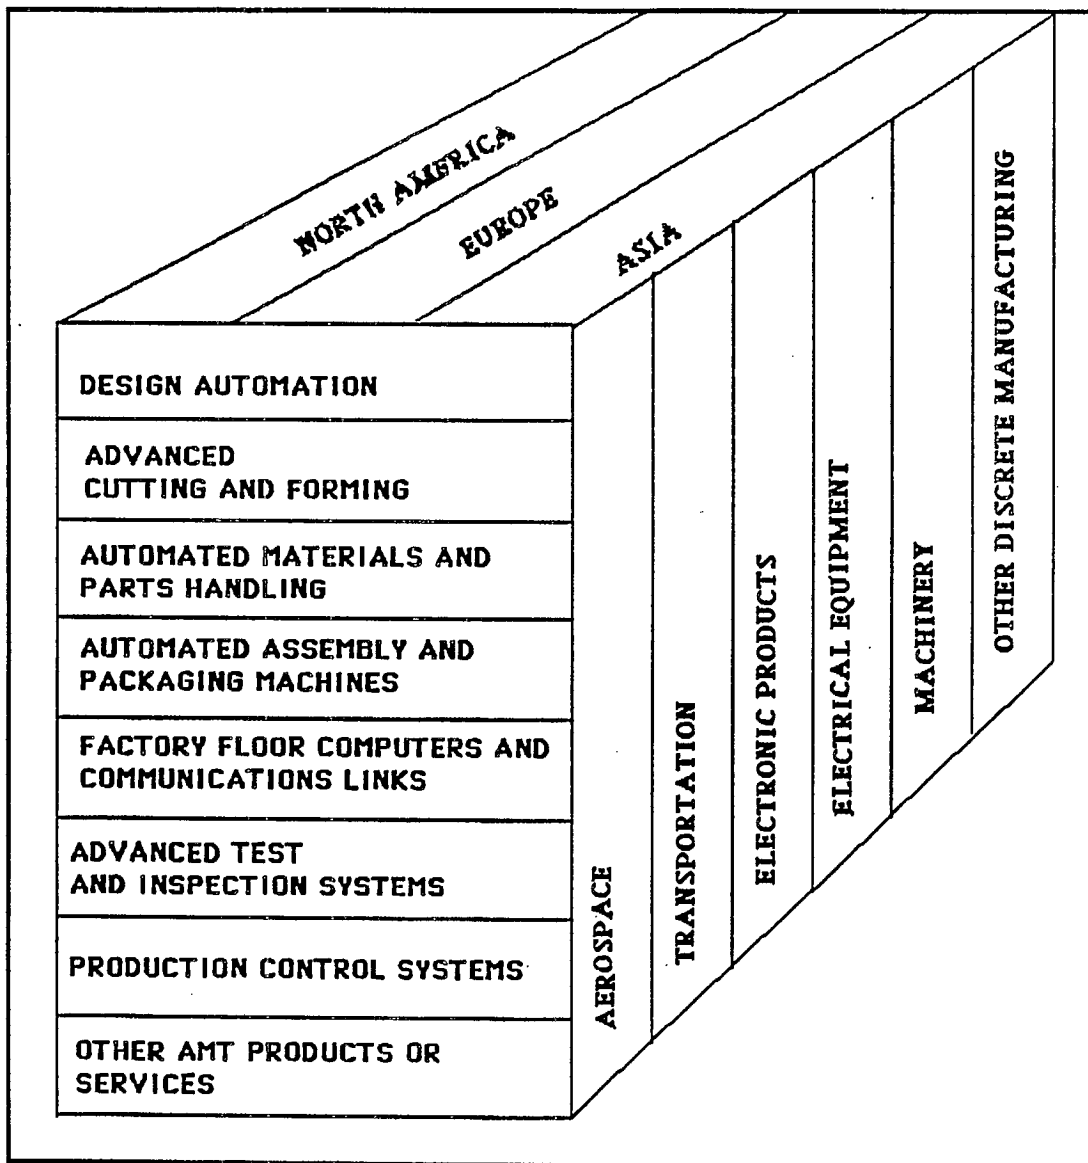 NORTH AMERICA
EUROPE
ASIA
DESIGN AUTOMATION
ADVANCED
CUTTING AND FORMING
AUTOMATED MATERIALS AND
PARTS HANDLING
AUTOMATED ASSEMBLY AND
PACKAGING MACHINES
FACTORY FLOOR COMPUTERS AND
COMMUNICATIONS LINKS
ADVANCED TEST
AND INSPECTION SYSTEMS
PRODUCTION CONTROL SYSTEMS
OTHER AMT PRODUCTS OR
SERVICES
AEROSPACE
TRANSPORTATION
ELECTRONIC PRODUCTS
ELECTRICAL EQUIPMENT
MACHINERY
OTHER DISCRETE MANUFACTURING